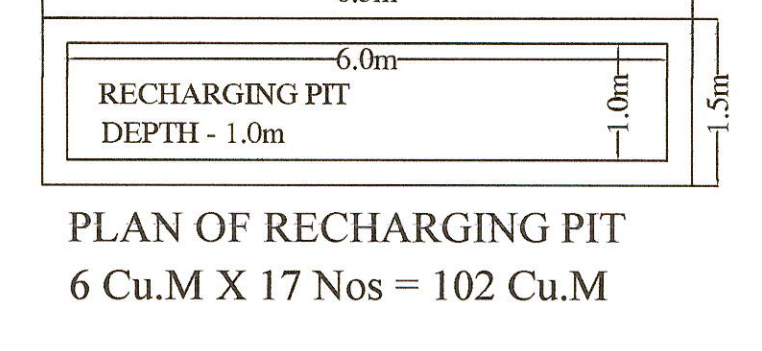 6.0m
RECHARGING PIT
1.0m
1.5m
DEPTH - 1.0m
PLAN OF RECHARGING PIT
6 Cu.M X 17 Nos = 102 Cu.M